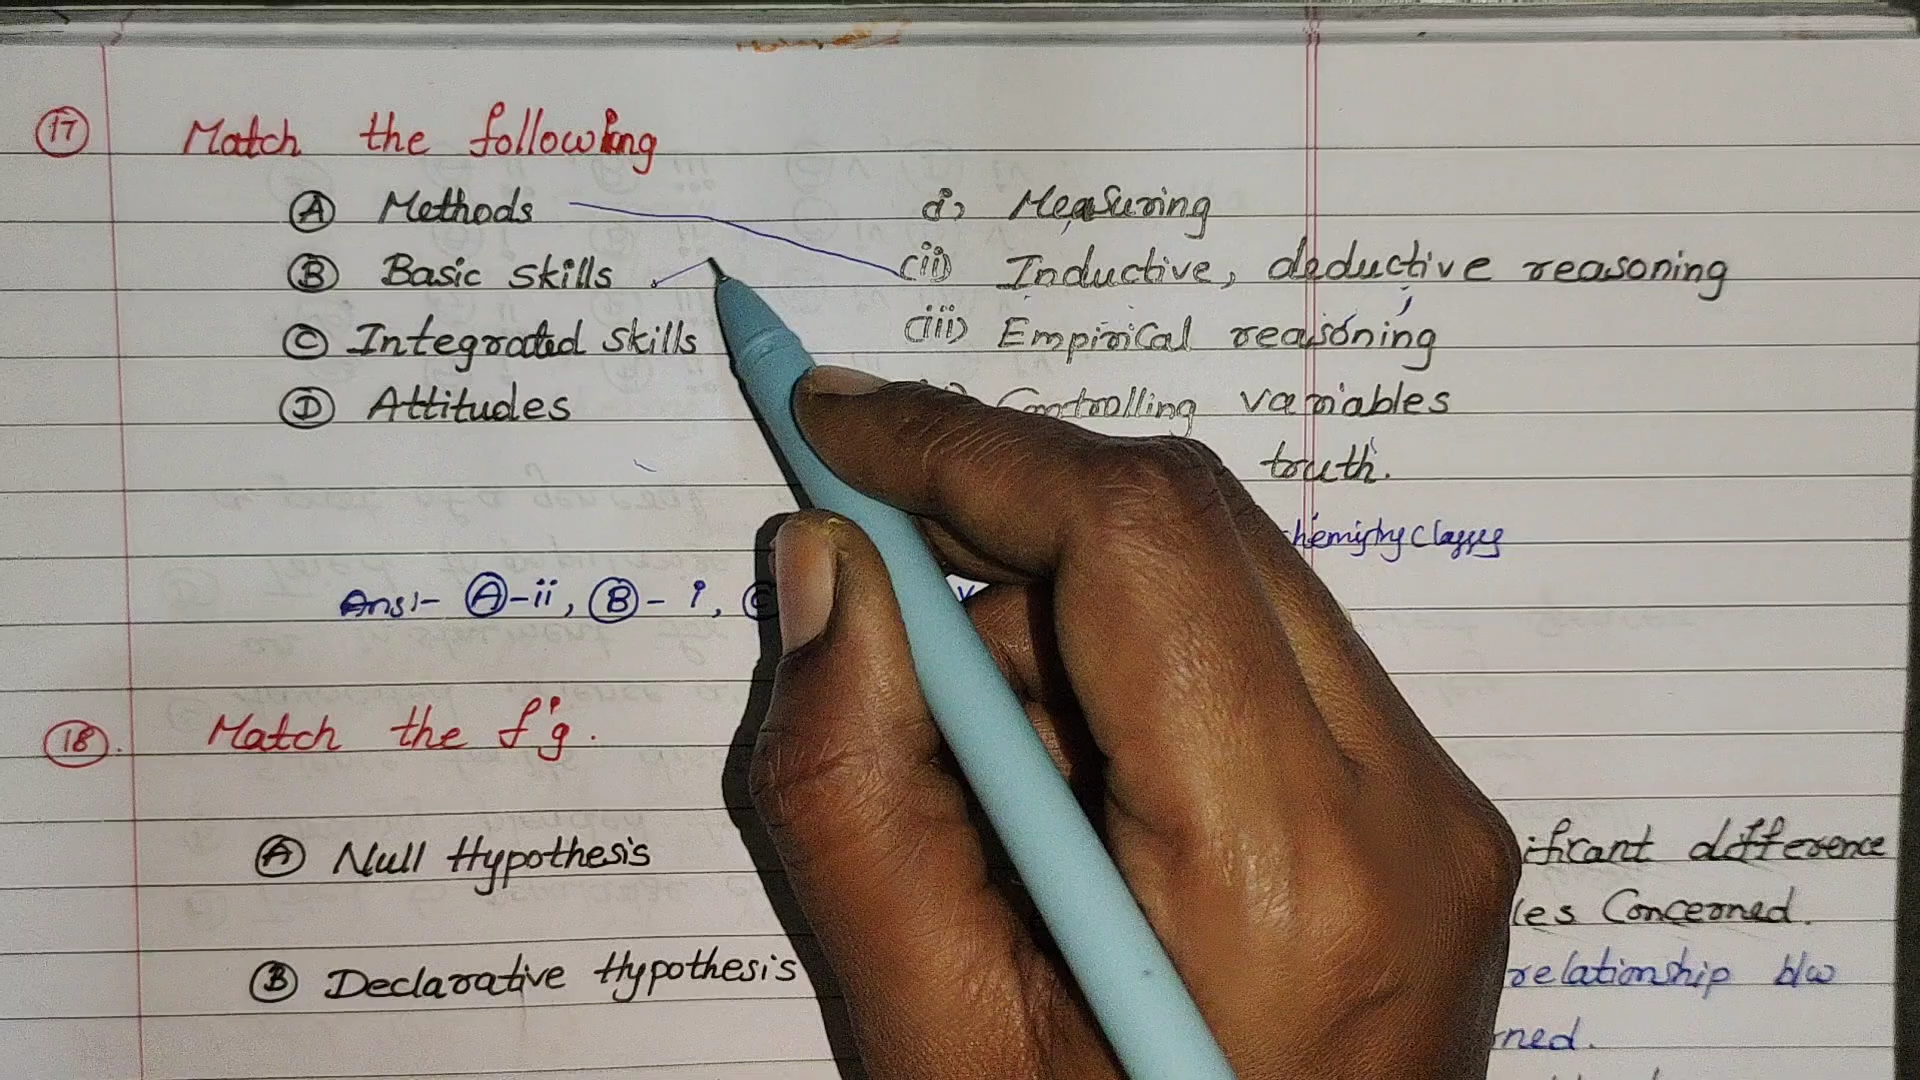 17 Match the following
A Methods i) Measuring
B Basic skills (ii) Inductive, deductive reasoning
C Integrated skills (iii) Empirical reasoning
D Attitudes Controlling variables
truth.
Ans:- A-ii, B- i, C
18. Match the f'g.
A Null Hypothesis difference
Concerned.
B Declarative Hypothesis relationship b/w